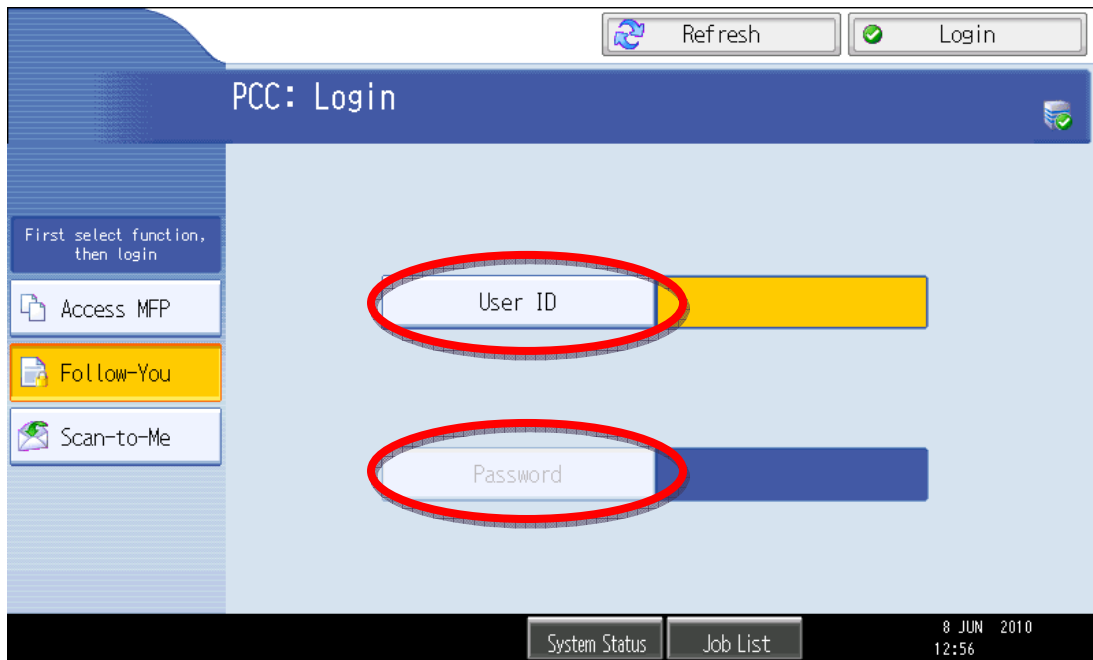 Refresh
Login
PCC: Login
First select function,
then login
Access MFP
Follow-You
Scan-to-Me
User ID
Password
System Status
Job List
8 JUN 2010
12:56